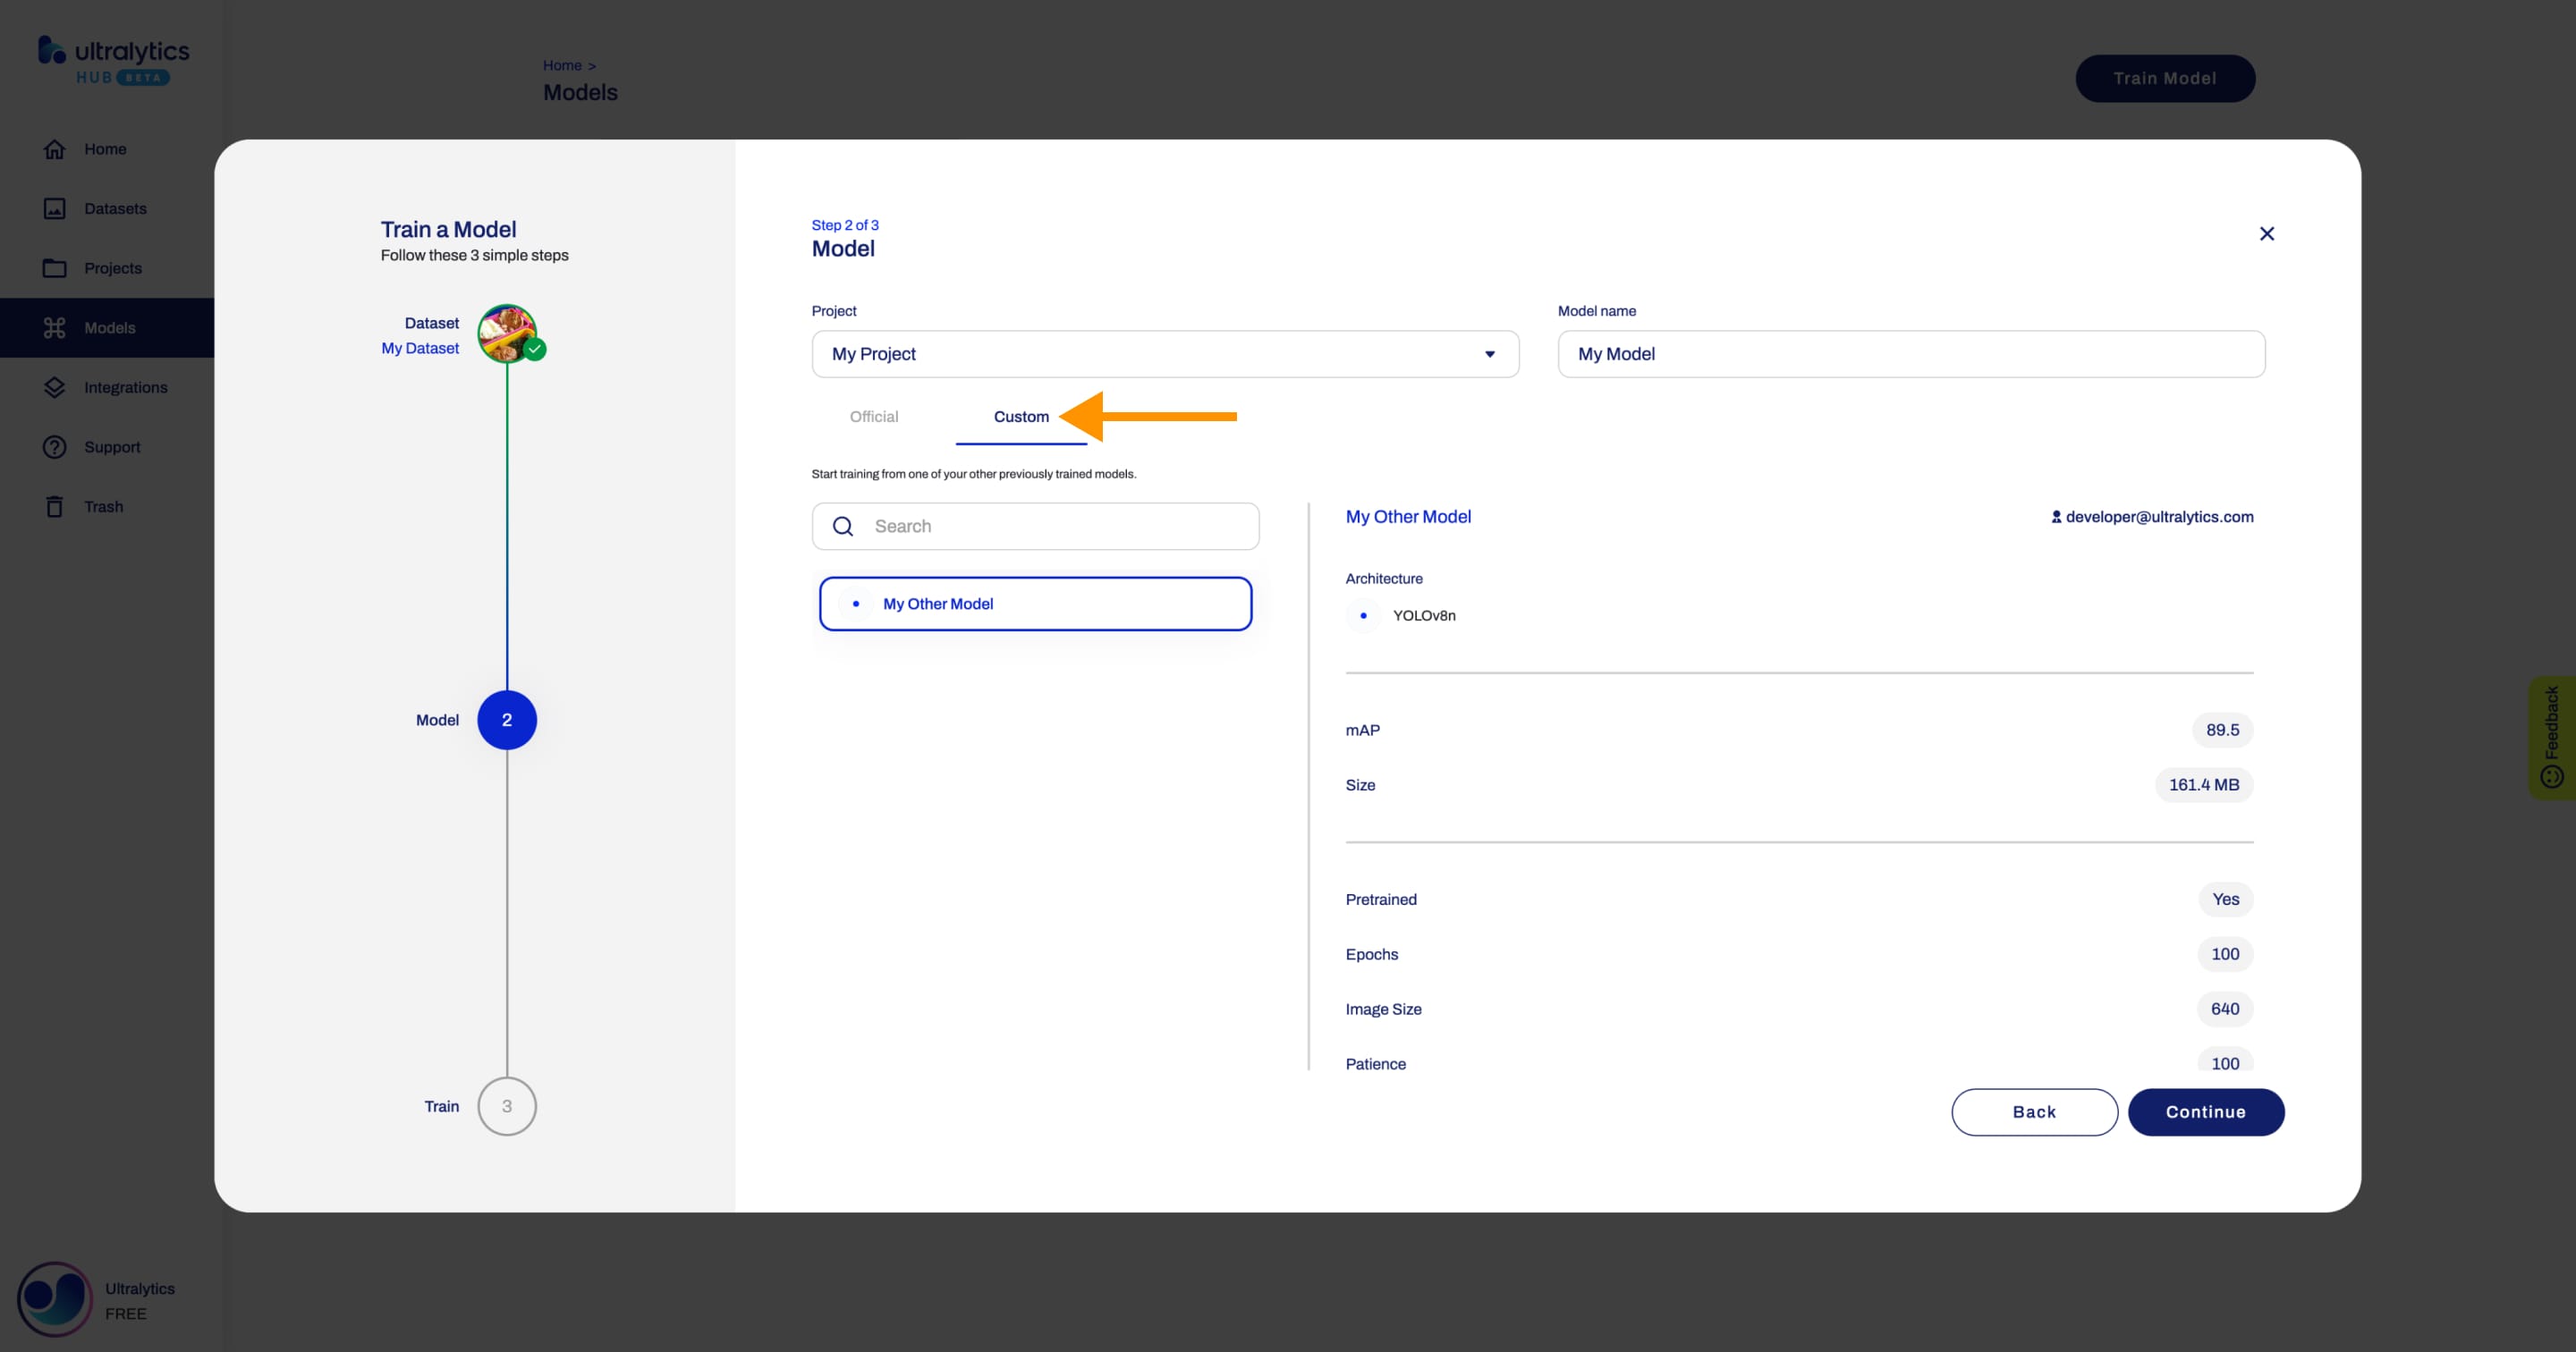 ultralytics
HUB BETA
Home
Datasets
Projects
Models
Integrations
Support
Trash
Ultralytics
FREE
Home >
Models
Train Model
Train a Model
Follow these 3 simple steps
Dataset
My Dataset
Model
2
Train
3
Step 2 of 3
Model
Project
My Project
Model name
My Model
Official
Custom
Start training from one of your other previously trained models.
Search
My Other Model
My Other Model
developer@ultralytics.com
Architecture
YOLOv8n
mAP
89.5
Size
161.4 MB
Pretrained
Yes
Epochs
100
Image Size
640
Patience
100
Back
Continue
Feedback